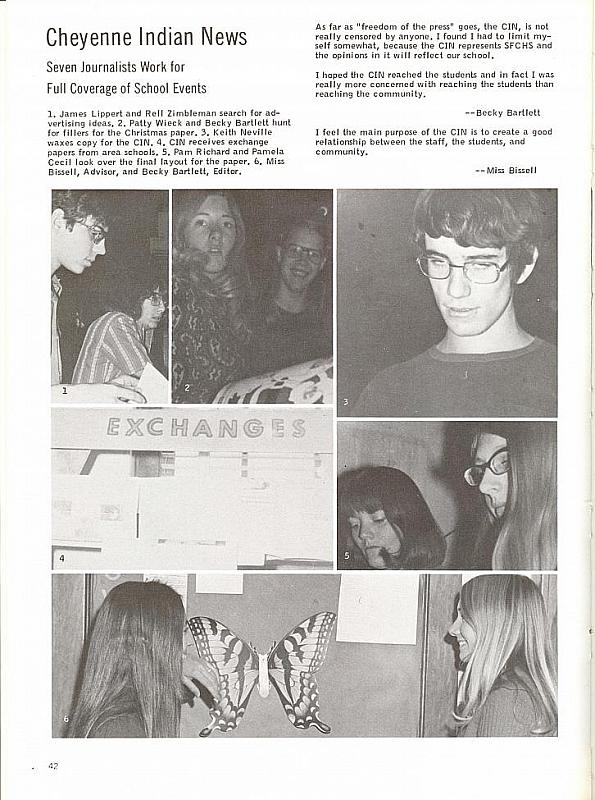 Cheyenne Indian News
Seven Journalists Work for
Full Coverage of School Events
1. James Lippert and Rell Zimbleman search for ad-
vertising ideas. 2. Patty Wieck and Becky Bartlett hunt
for fillers for the Christmas paper. 3. Keith Neville
waxes copy for the CIN. 4. CIN receives exchange
papers from area schools. 5. Pam Richard and Pamela
Cecil look over the final layout for the paper. 6. Miss
Bissell, Advisor, and Becky Bartlett, Editor.
As far as "freedom of the press" goes, the CIN, is not
really censored by anyone. I found I had to limit my-
self somewhat, because the CIN represents SFCHS and
the opinions in it will reflect our school.
I hoped the CIN reached the students and in fact I was
really more concerned with reaching the students than
reaching the community.
--Becky Bartlett
I feel the main purpose of the CIN is to create a good
relationship between the staff, the students, and
community.
--Miss Bissell
1
2
3
EXCHANGES
4
5
6
42